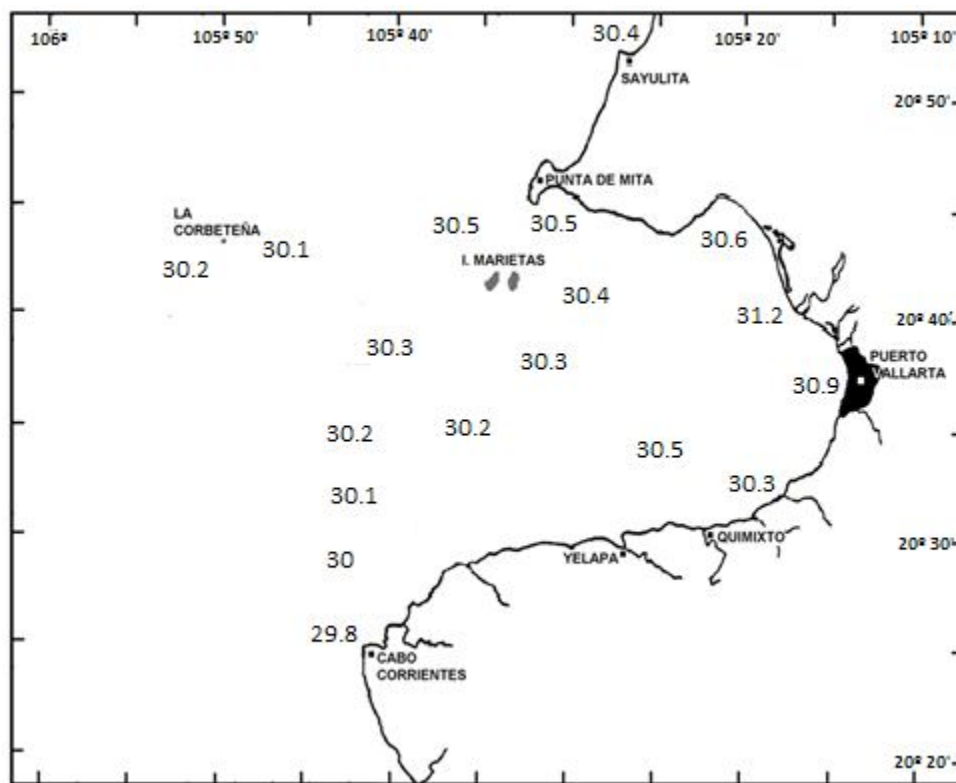 106º
105º 50'
105º 40'
30.4
105º 20'
105º 10'
SAYULITA
20º 50'
PUNTA DE MITA
LA
CORBETEÑA
30.5
30.5
30.6
30.1
30.2
I. MARIETAS
30.4
31.2
20º 40'
30.3
30.3
PUERTO
VALLARTA
30.9
30.2
30.2
30.5
30.1
30.3
30
YELAPA
QUIMIXTO
20º 30'
29.8
CABO
CORRIENTES
20º 20'